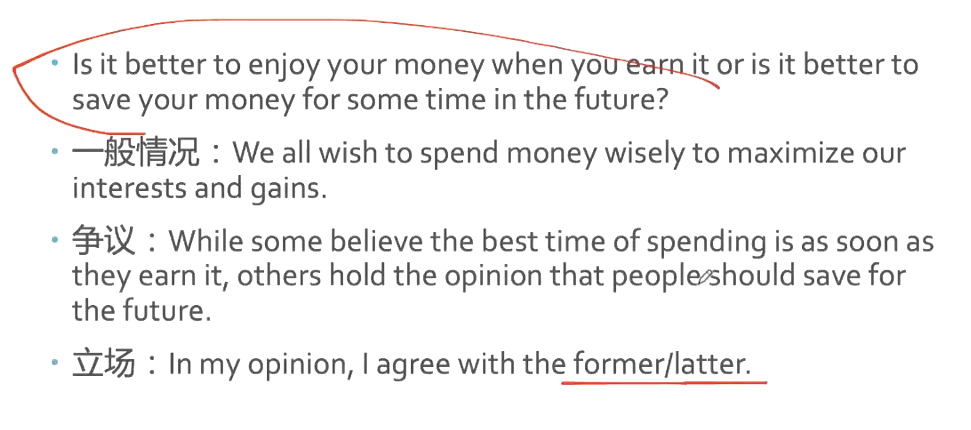 • Is it better to enjoy your money when you earn it or is it better to
save your money for some time in the future?
• 一般情况：We all wish to spend money wisely to maximize our
interests and gains.
• 争议：While some believe the best time of spending is as soon as
they earn it, others hold the opinion that people should save for
the future.
• 立场：In my opinion, I agree with the former/latter.